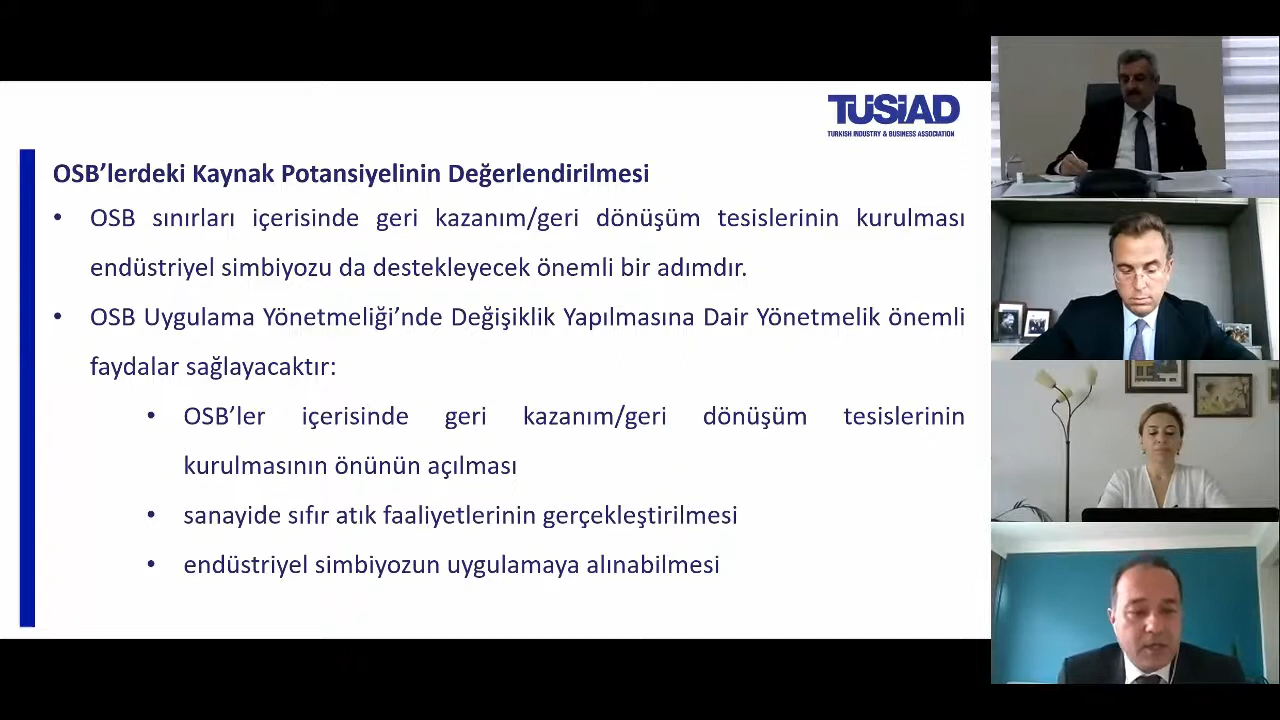 TÜSİAD
TURKISH INDUSTRY & BUSINESS ASSOCIATION
OSB’lerdeki Kaynak Potansiyelinin Değerlendirilmesi
• OSB sınırları içerisinde geri kazanım/geri dönüşüm tesislerinin kurulması
endüstriyel simbiyozu da destekleyecek önemli bir adımdır.
• OSB Uygulama Yönetmeliği’nde Değişiklik Yapılmasına Dair Yönetmelik önemli
faydalar sağlayacaktır:
• OSB’ler içerisinde geri kazanım/geri dönüşüm tesislerinin
kurulmasının önünün açılması
• sanayide sıfır atık faaliyetlerinin gerçekleştirilmesi
• endüstriyel simbiyozun uygulamaya alınabilmesi